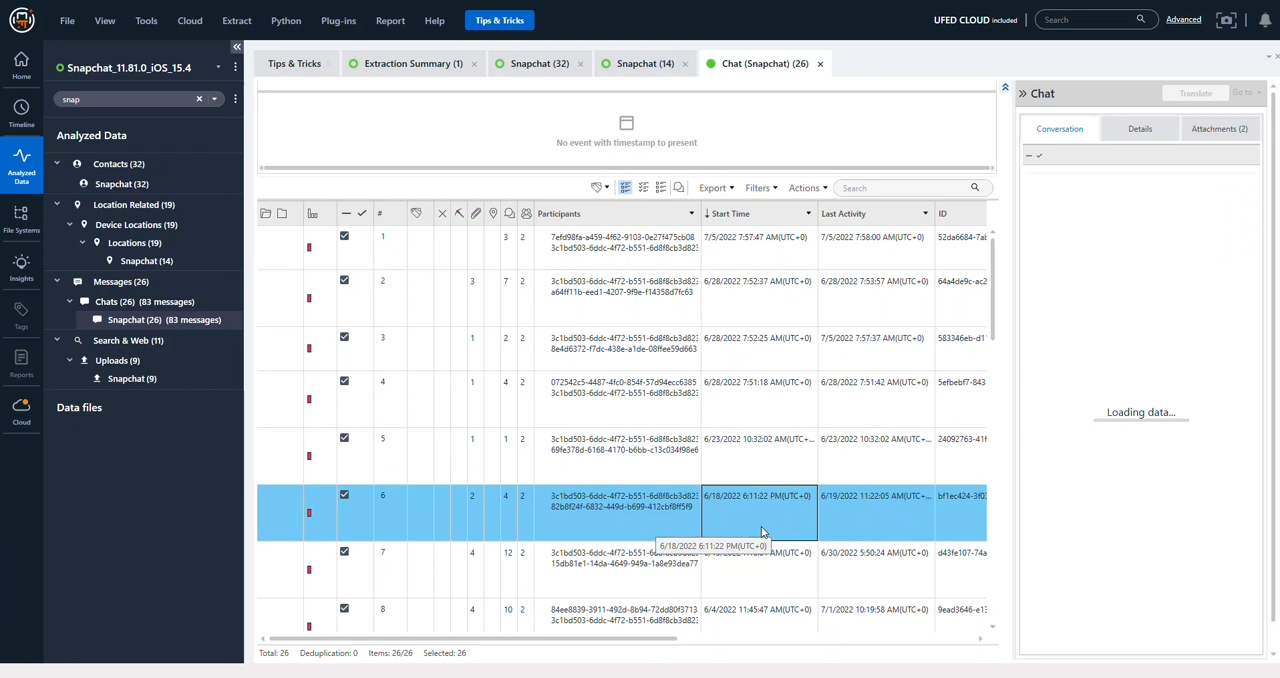 File View Tools Cloud Extract Python Plug-ins Report Help Tips & Tricks UFED CLOUD included Search Advanced
Home
Timeline
Analyzed Data
File Systems
Insights
Tags
Reports
Cloud
Snapchat_11.81.0_iOS_15.4
snap
Analyzed Data
Contacts (32)
Snapchat (32)
Location Related (19)
Device Locations (19)
Locations (19)
Snapchat (14)
Messages (26)
Chats (26) (83 messages)
Snapchat (26) (83 messages)
Search & Web (11)
Uploads (9)
Snapchat (9)
Data files
Tips & Tricks Extraction Summary (1) Snapchat (32) Snapchat (14) Chat (Snapchat) (26)
No event with timestamp to present
Export Filters Actions Search
# Participants Start Time Last Activity ID
1 3 2 7efd98fa-a459-4f62-9103-0e27f475cb08 7/5/2022 7:57:47 AM(UTC+0) 7/5/2022 7:58:00 AM(UTC+0) 52da6684-7a
3c1bd503-6ddc-4f72-b551-6d8f8cb3d82
2 3 7 2 3c1bd503-6ddc-4f72-b551-6d8f8cb3d82 6/28/2022 7:52:37 AM(UTC+0) 6/28/2022 7:53:57 AM(UTC+0) 64a4de9c-ac2
a64ff11b-eed1-4207-9f9e-f14358d7fc63
3 1 2 2 3c1bd503-6ddc-4f72-b551-6d8f8cb3d82 6/28/2022 7:52:25 AM(UTC+0) 7/5/2022 7:57:37 AM(UTC+0) 583346eb-d1
8e4d6372-f7dc-438e-a1de-08ffee59d663
4 1 4 2 072542c5-4487-4fc0-854f-57d94ecc6385 6/28/2022 7:51:18 AM(UTC+0) 6/28/2022 7:51:42 AM(UTC+0) 5efbebf7-843
3c1bd503-6ddc-4f72-b551-6d8f8cb3d82
5 1 1 2 3c1bd503-6ddc-4f72-b551-6d8f8cb3d82 6/23/2022 10:32:02 AM(UTC+... 6/23/2022 10:32:02 AM(UTC+... 24092763-41f
69fe378d-6168-4170-b6bb-c13c034f98e
6 2 4 2 3c1bd503-6ddc-4f72-b551-6d8f8cb3d82 6/18/2022 6:11:22 PM(UTC+0) 6/19/2022 11:22:05 AM(UTC+... bf1ec424-3f0
82b8f24f-6832-449d-b699-412cbf8ff5f9
6/18/2022 6:11:22 PM(UTC+0)
7 4 12 2 3c1bd503-6ddc-4f72-b551- AM(UTC+0) 6/30/2022 5:50:24 AM(UTC+0) d43fe107-74a
15db81e1-14da-4649-949a-1a8e93dea77
8 4 10 2 84ee8839-3911-492d-8b94-72dd80f3713 6/4/2022 11:45:47 AM(UTC+0) 7/1/2022 10:19:58 AM(UTC+0) 9ead3646-e1
3c1bd503-6ddc-4f72-b551-6d8f8cb3d82
Total: 26 Deduplication: 0 Items: 26/26 Selected: 26
Chat Translate Go to
Conversation Details Attachments (2)
Loading data...